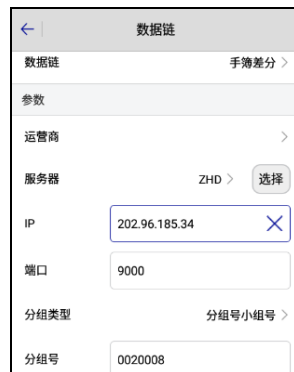 数据链
数据链 手簿差分
参数
运营商
服务器 ZHD 选择
IP 202.96.185.34
端口 9000
分组类型 分组号小组号
分组号 0020008